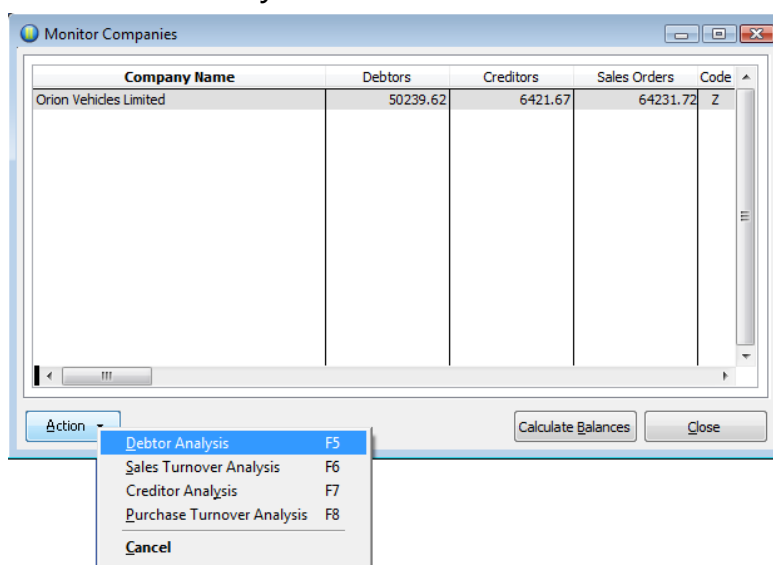 Monitor Companies
Company Name Debtors Creditors Sales Orders Code
Orion Vehicles Limited 50239.62 6421.67 64231.72 Z
Action Calculate Balances Close
Debtor Analysis F5
Sales Turnover Analysis F6
Creditor Analysis F7
Purchase Turnover Analysis F8
Cancel